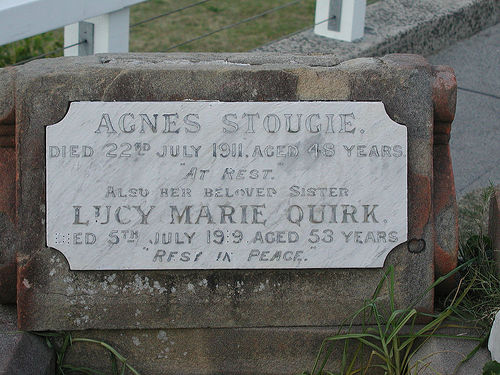 AGNES STOUGIE.
DIED 22ND JULY 1911. AGED 48 YEARS.
"AT REST."
ALSO HER BELOVED SISTER
LUCY MARIE QUIRK.
5TH JULY AGED 53 YEARS
"REST IN PEACE."